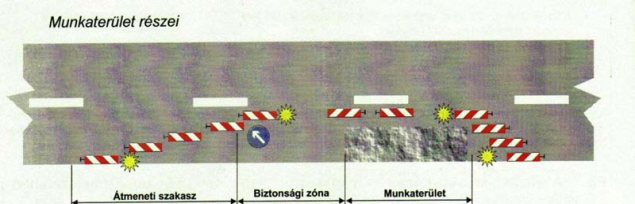 Munkaterület részei
Átmeneti szakasz
Biztonsági zóna
Munkaterület